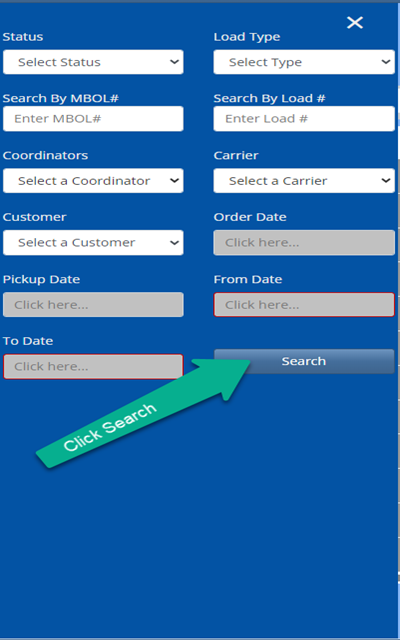 Status
Load Type
Select Status
Select Type
Search By MBOL#
Search By Load #
Enter MBOL#
Enter Load #
Coordinators
Carrier
Select a Coordinator
Select a Carrier
Customer
Order Date
Select a Customer
Click here...
Pickup Date
From Date
Click here...
Click here...
To Date
Click here...
Search
Click Search